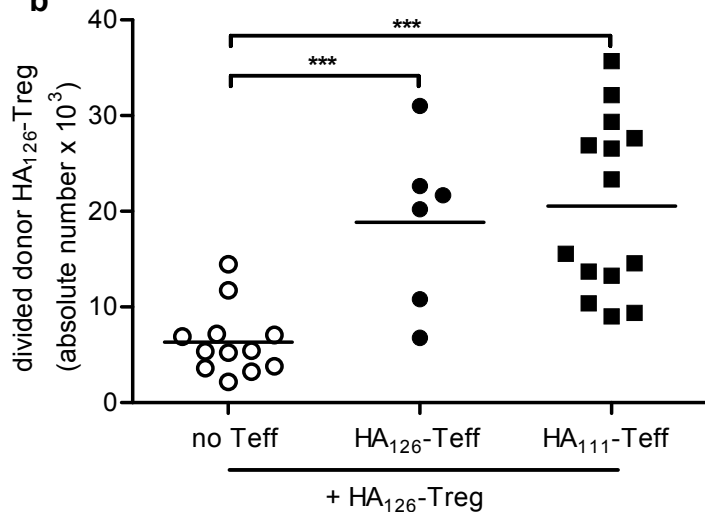 b
40
30
20
10
0
divided donor HA₁₂₆-Treg
(absolute number x 10³)
***
***
no Teff HA₁₂₆-Teff HA₁₁₁-Teff
+ HA₁₂₆-Treg